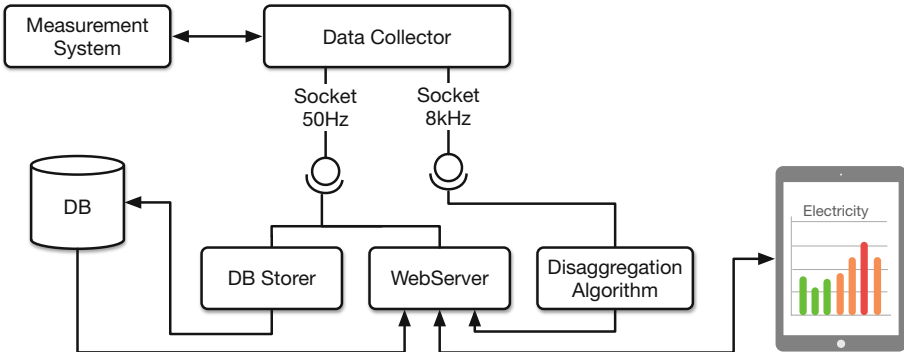 Measurement
System
Data Collector
Socket
50Hz
Socket
8kHz
DB
Electricity
DB Storer
WebServer
Disaggregation
Algorithm